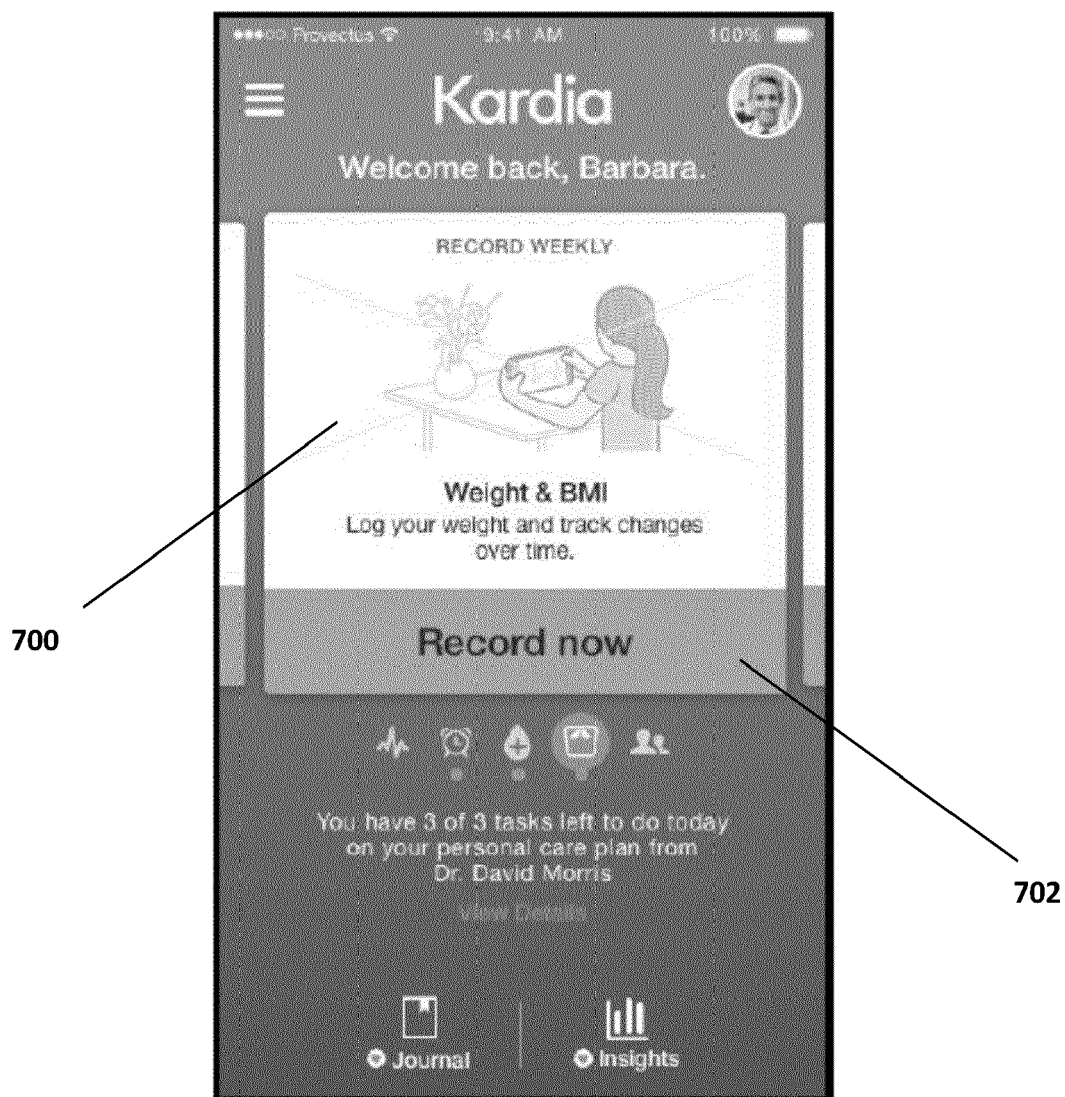 Provectus 9:41 AM 100%
Kardia
Welcome back, Barbara.
RECORD WEEKLY
Weight & BMI
Log your weight and track changes
over time.
700
Record now
You have 3 of 3 tasks left to do today
on your personal care plan from
Dr. David Morris
702
View Details
Journal Insights